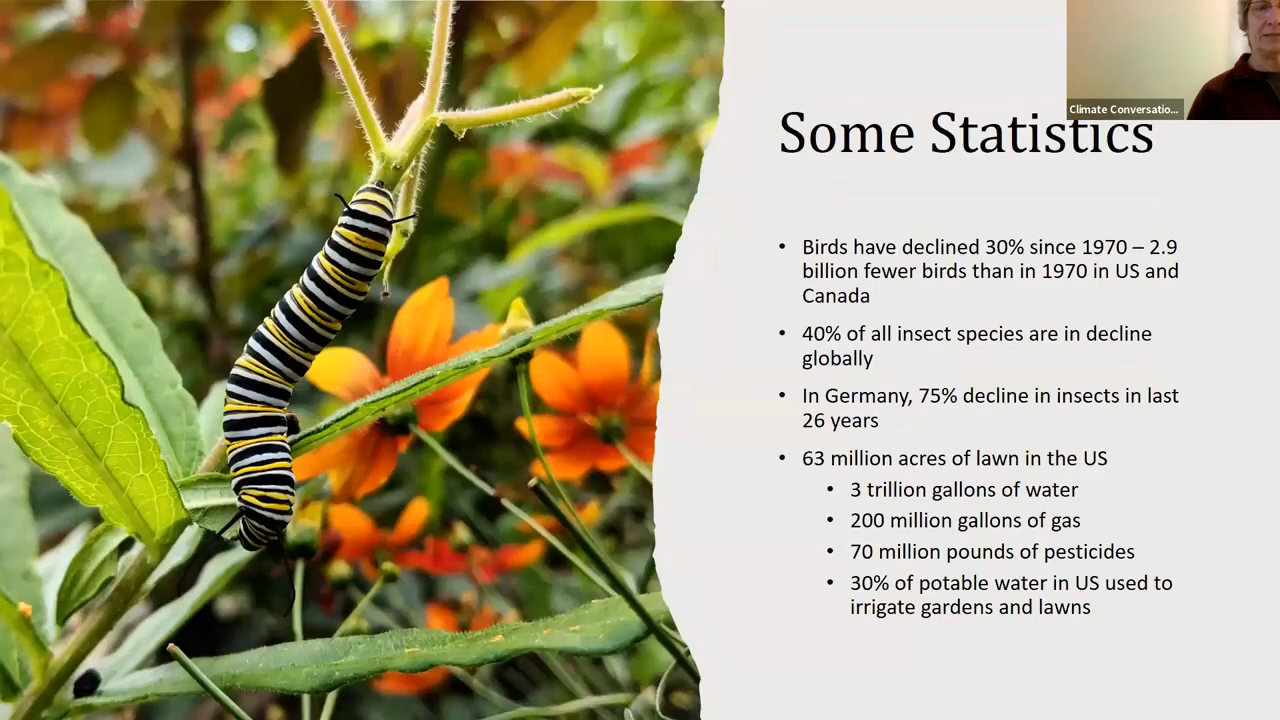 Climate Conversatio...
Some Statistics
• Birds have declined 30% since 1970 – 2.9
billion fewer birds than in 1970 in US and
Canada
• 40% of all insect species are in decline
globally
• In Germany, 75% decline in insects in last
26 years
• 63 million acres of lawn in the US
• 3 trillion gallons of water
• 200 million gallons of gas
• 70 million pounds of pesticides
• 30% of potable water in US used to
irrigate gardens and lawns